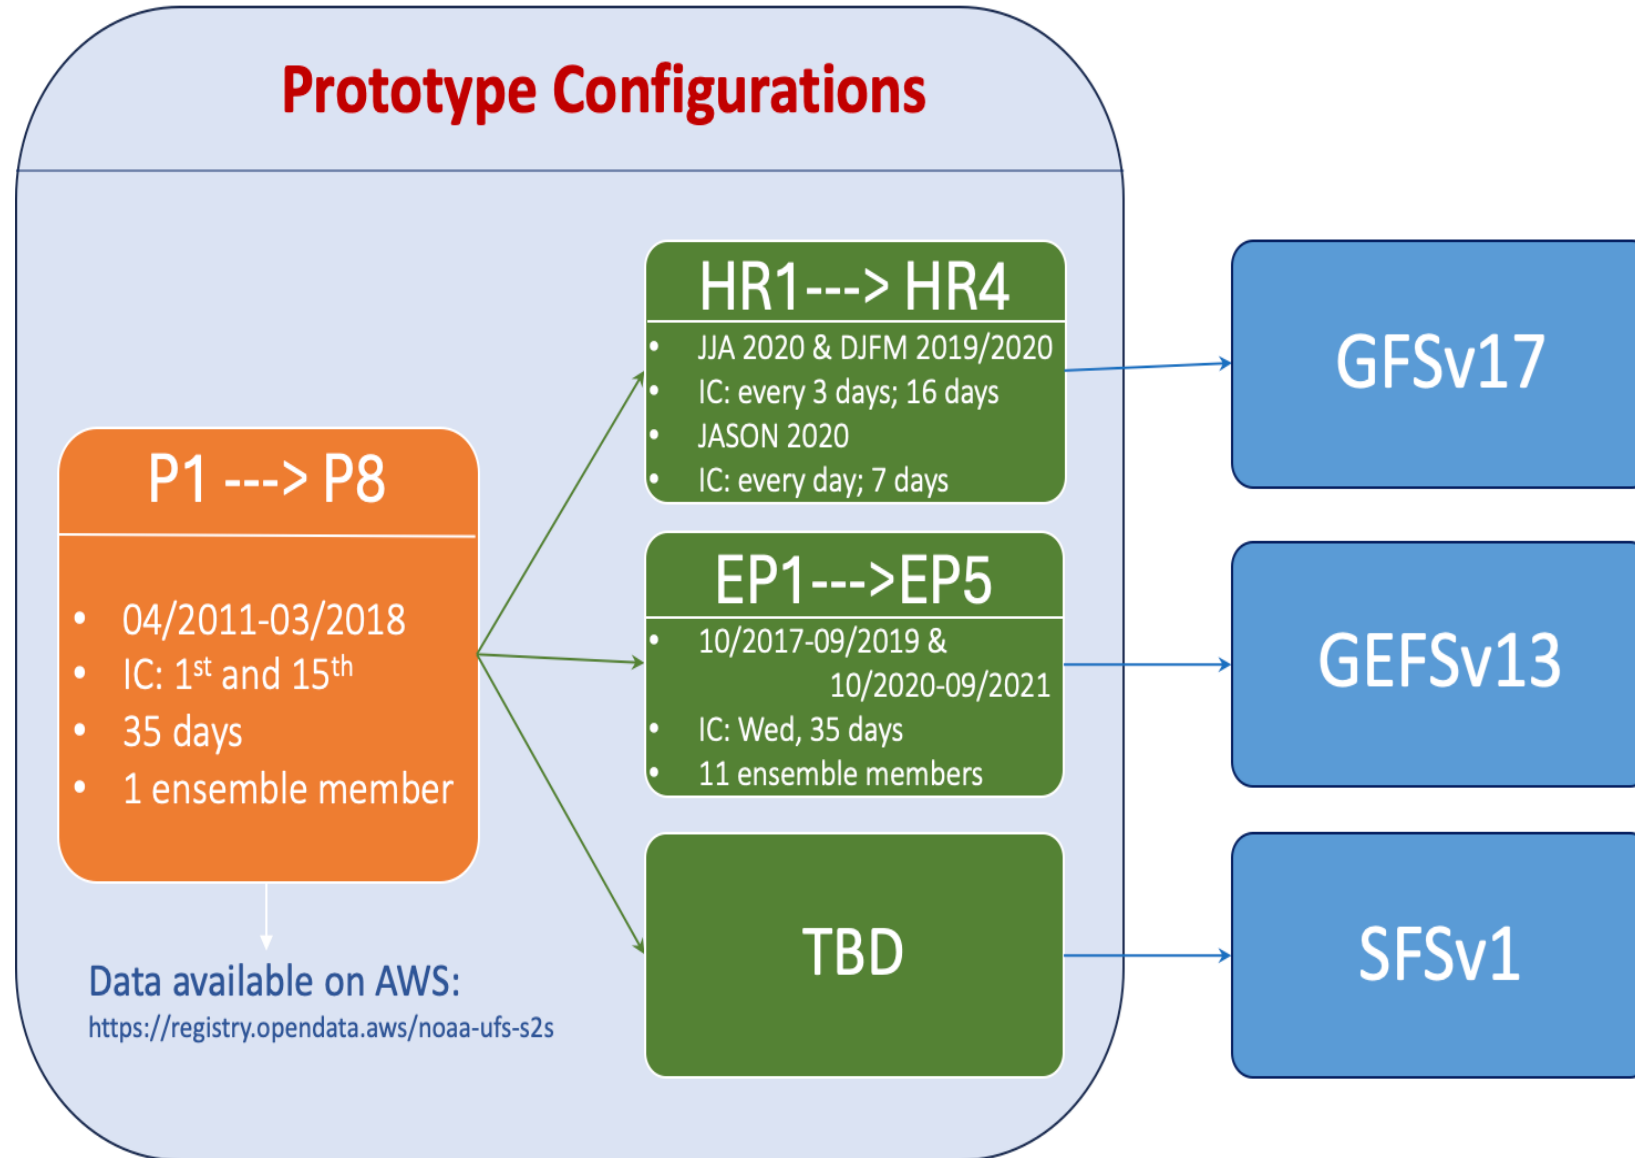 Prototype Configurations
P1 ---> P8
• 04/2011-03/2018
• IC: 1st and 15th
• 35 days
• 1 ensemble member
Data available on AWS:
https://registry.opendata.aws/noaa-ufs-s2s
HR1---> HR4
• JJA 2020 & DJFM 2019/2020
• IC: every 3 days; 16 days
• JASON 2020
• IC: every day; 7 days
EP1--->EP5
• 10/2017-09/2019 &
10/2020-09/2021
• IC: Wed, 35 days
• 11 ensemble members
TBD
GFSv17
GEFSv13
SFSv1